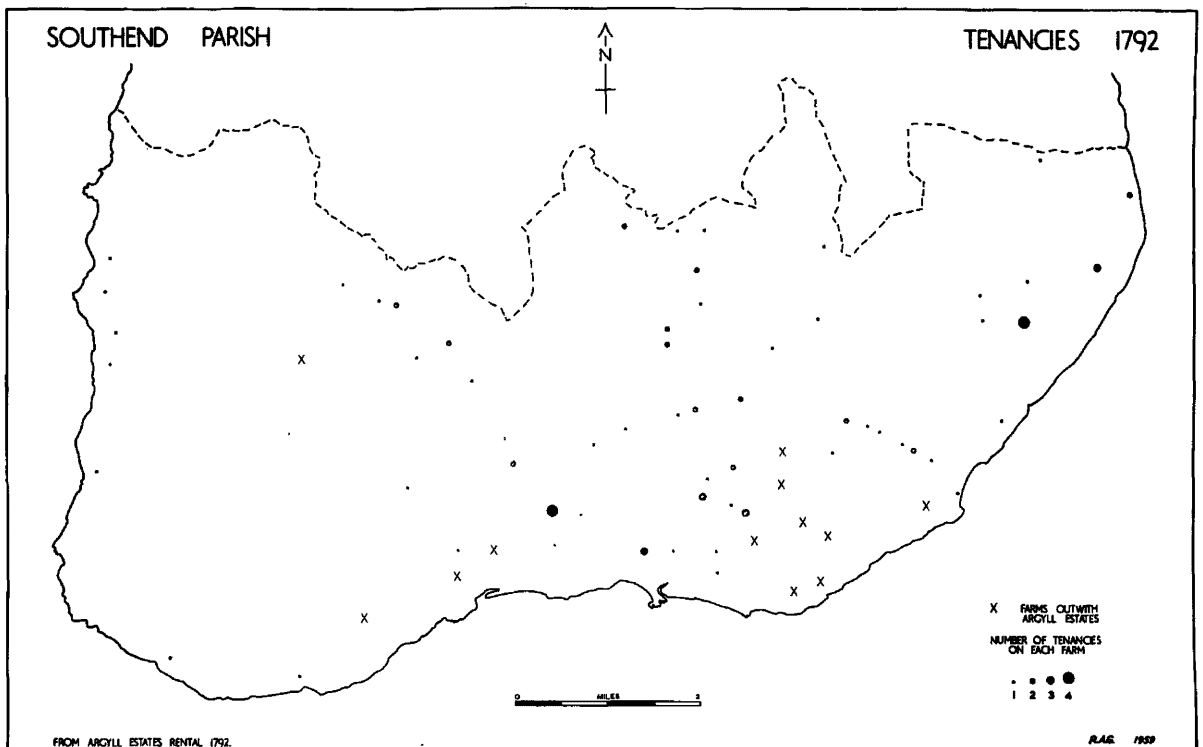 SOUTHEND PARISH
N
TENANCIES 1792
X
X
X
X
X
X
X
X
X
X
X
X
X FARMS OUTWITH
ARGYLL ESTATES
NUMBER OF TENANCIES
ON EACH FARM
1 2 3 4
0 MILES 2
FROM ARGYLL ESTATES RENTAL 1792.
R.A.G. 1959